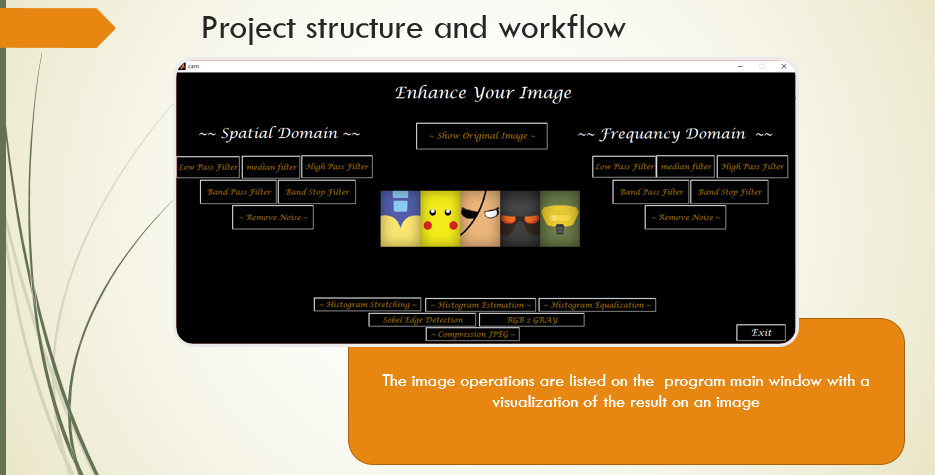 Project structure and workflow
cam
Enhance Your Image
~~ Spatial Domain ~~
~ Show Original Image ~
~~ Frequancy Domain ~~
Low Pass Filter
median filter
High Pass Filter
Low Pass Filter
median filter
High Pass Filter
Band Pass Filter
Band Stop Filter
Band Pass Filter
Band Stop Filter
~ Remove Noise ~
~ Remove Noise ~
~ Histogram Stretching ~
~ Histogram Estimation ~
~ Histogram Equalization ~
Sobel Edge Detection
RGB 2 GRAY
~ Compression JPEG ~
Exit
The image operations are listed on the program main window with a
visualization of the result on an image